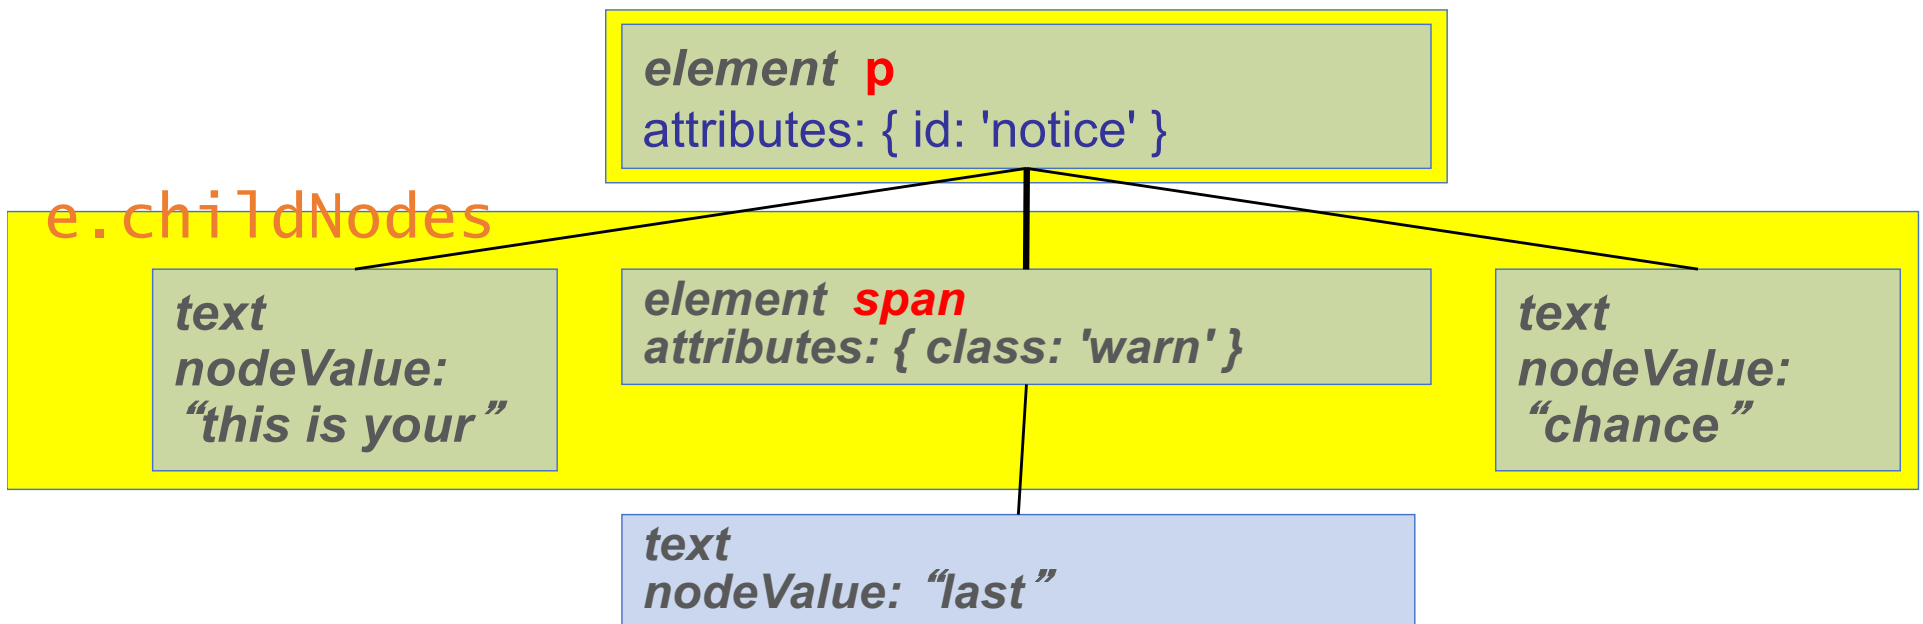 element p
attributes: { id: 'notice' }
e.childNodes
text
nodeValue:
“this is your”
element span
attributes: { class: 'warn' }
text
nodeValue:
“chance”
text
nodeValue: “last”